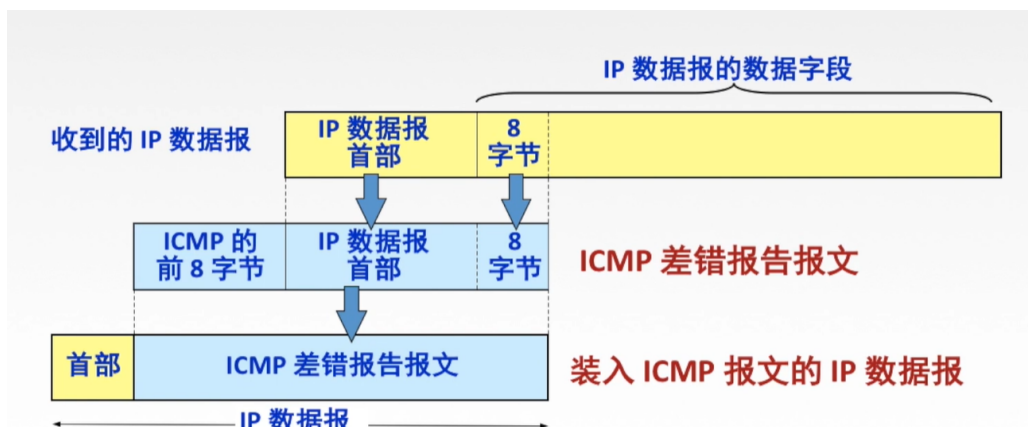 IP 数据报的数据字段
收到的 IP 数据报
IP 数据报
首部
8
字节
ICMP 的
前 8 字节
IP 数据报
首部
8
字节
ICMP 差错报告报文
首部
ICMP 差错报告报文
装入 ICMP 报文的 IP 数据报
IP 数据报